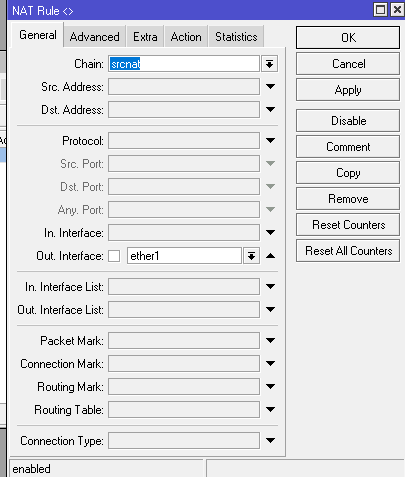 NAT Rule <>
General Advanced Extra Action Statistics
Chain: srcnat
Src. Address:
Dst. Address:
Protocol:
Src. Port:
Dst. Port:
Any. Port:
In. Interface:
Out. Interface: ether1
In. Interface List:
Out. Interface List:
Packet Mark:
Connection Mark:
Routing Mark:
Routing Table:
Connection Type:
OK
Cancel
Apply
Disable
Comment
Copy
Remove
Reset Counters
Reset All Counters
enabled